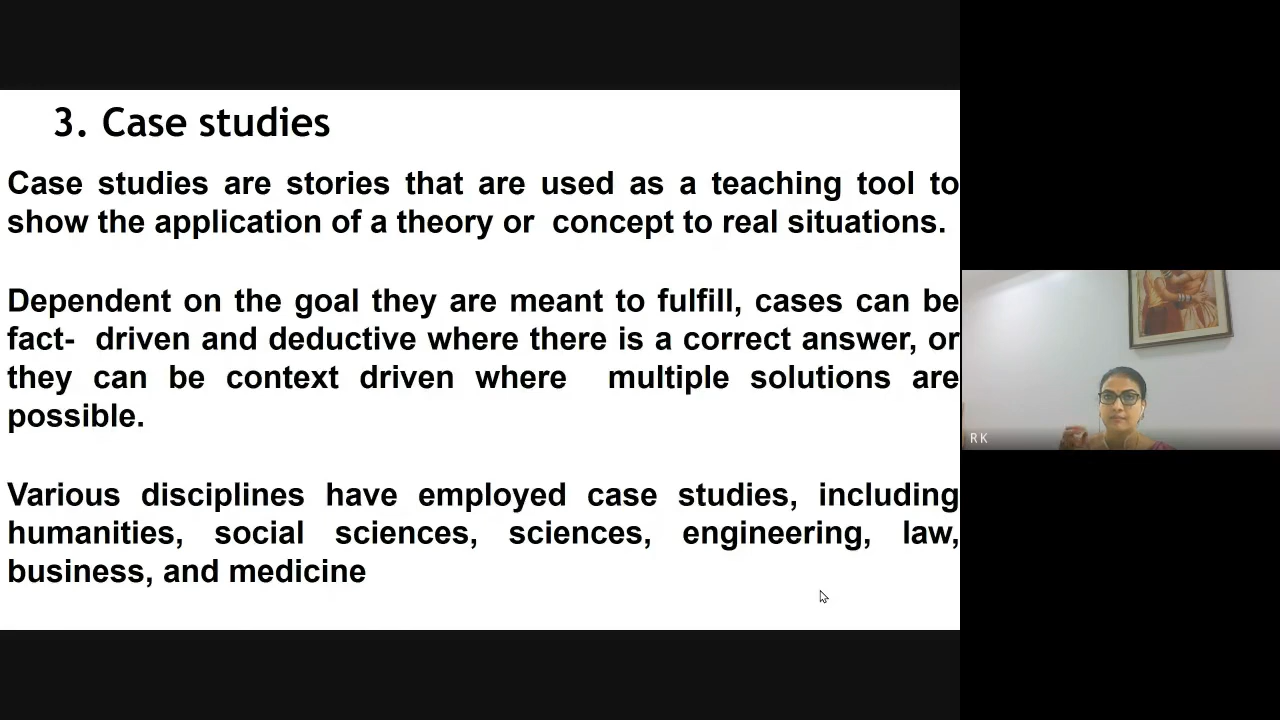 3. Case studies
Case studies are stories that are used as a teaching tool to
show the application of a theory or concept to real situations.
Dependent on the goal they are meant to fulfill, cases can be
fact- driven and deductive where there is a correct answer, or
they can be context driven where multiple solutions are
possible.
Various disciplines have employed case studies, including
humanities, social sciences, sciences, engineering, law,
business, and medicine
RK